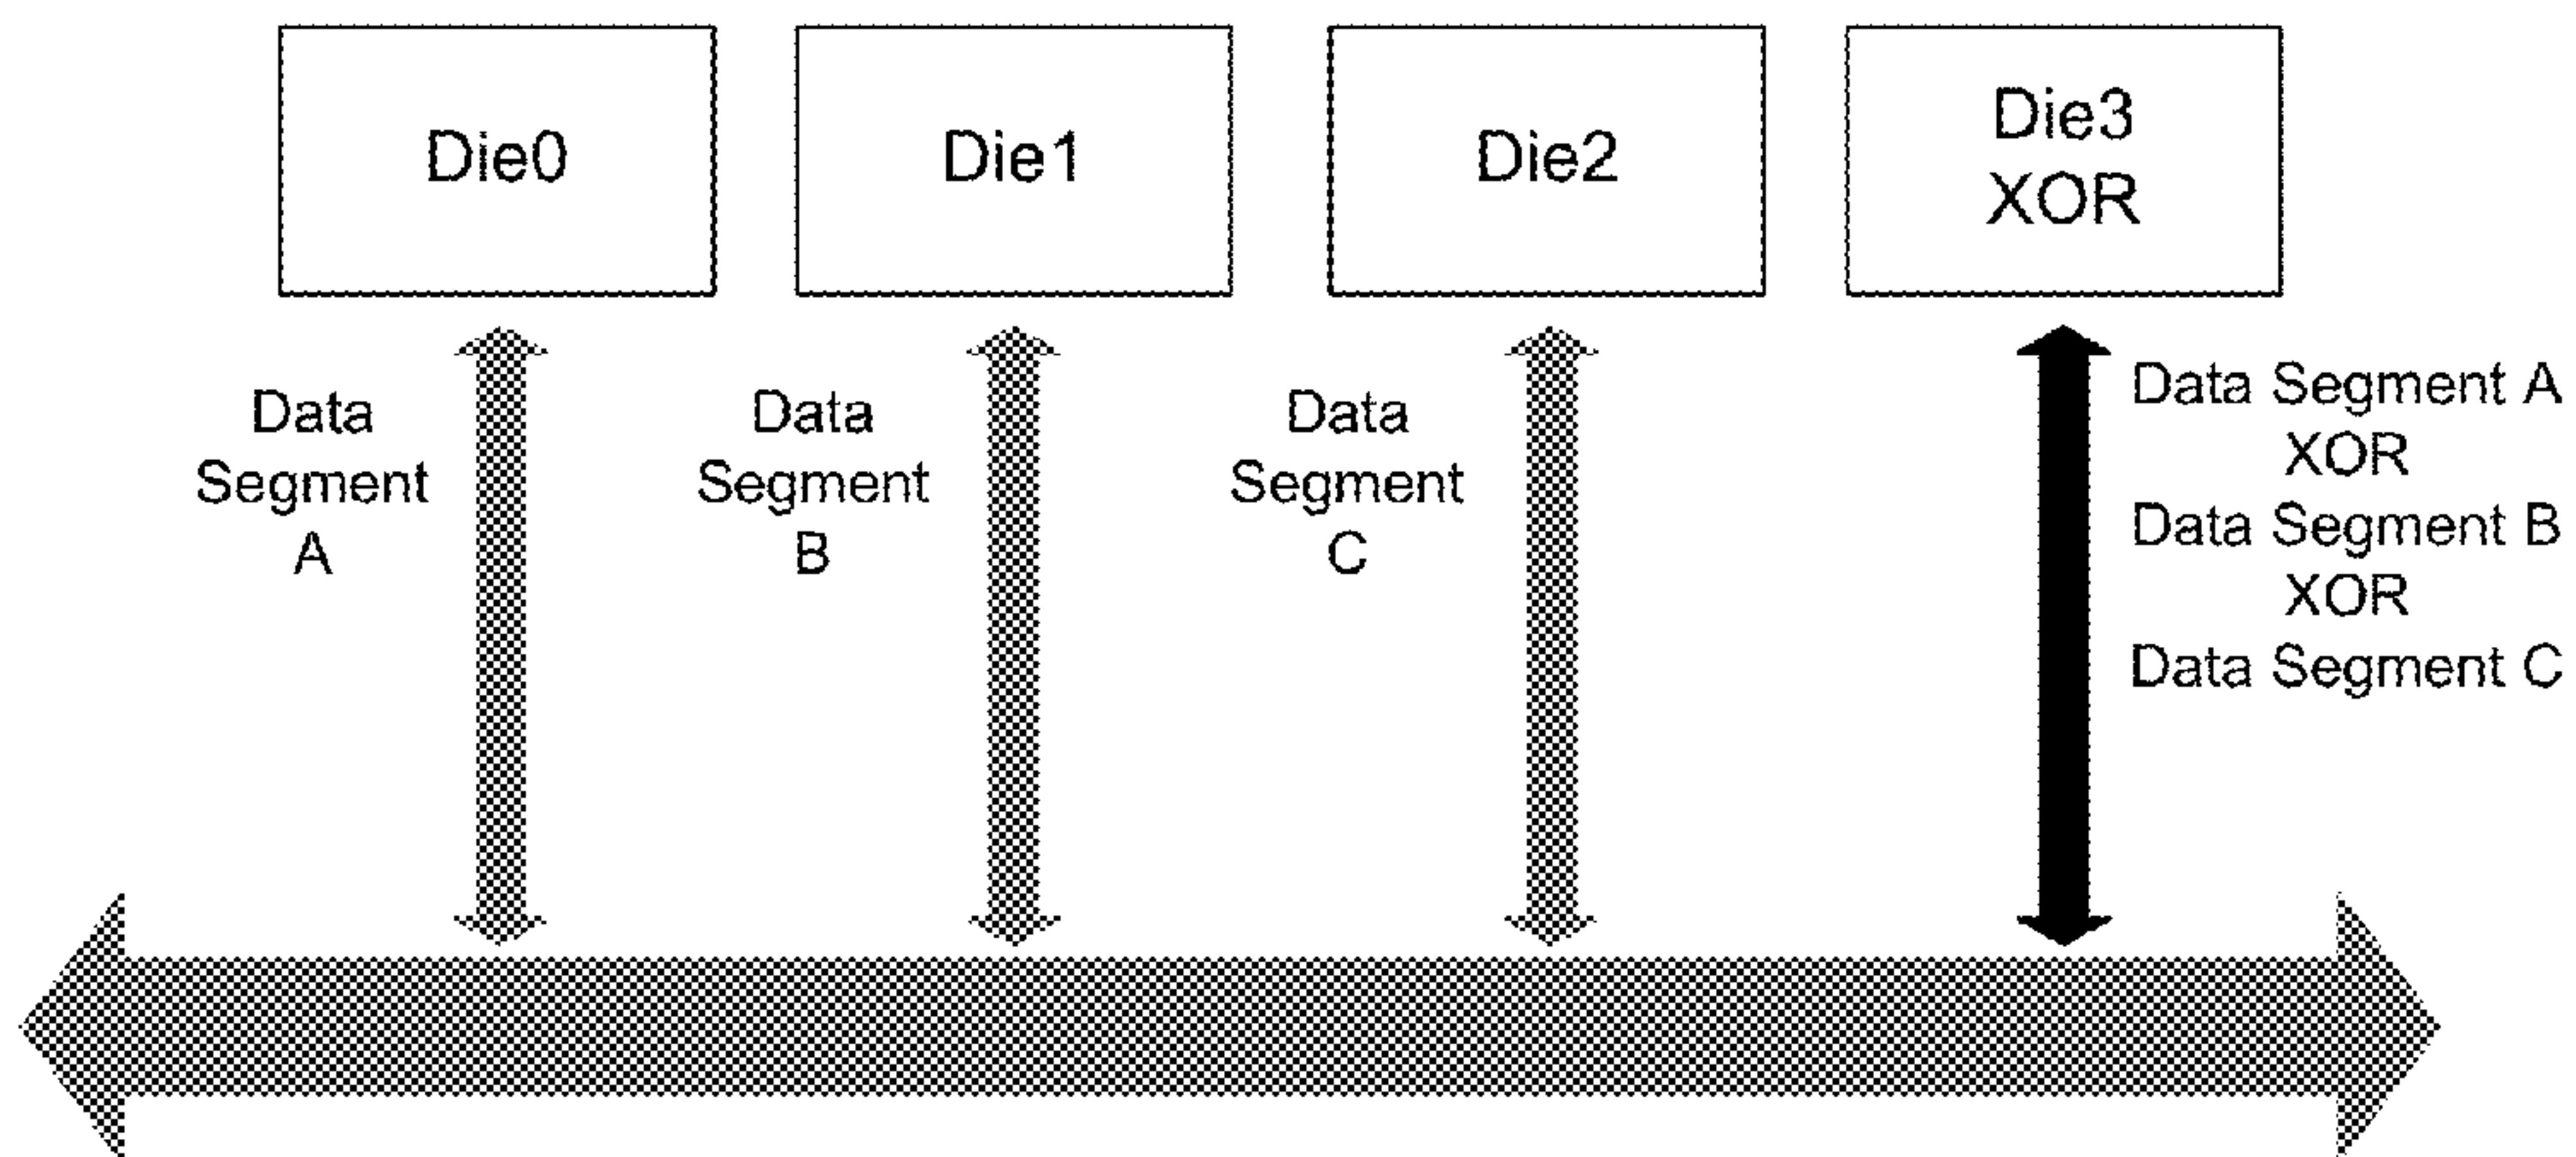 Die0
Die1
Die2
Die3
XOR
Data
Segment
A
Data
Segment
B
Data
Segment
C
Data Segment A
XOR
Data Segment B
XOR
Data Segment C